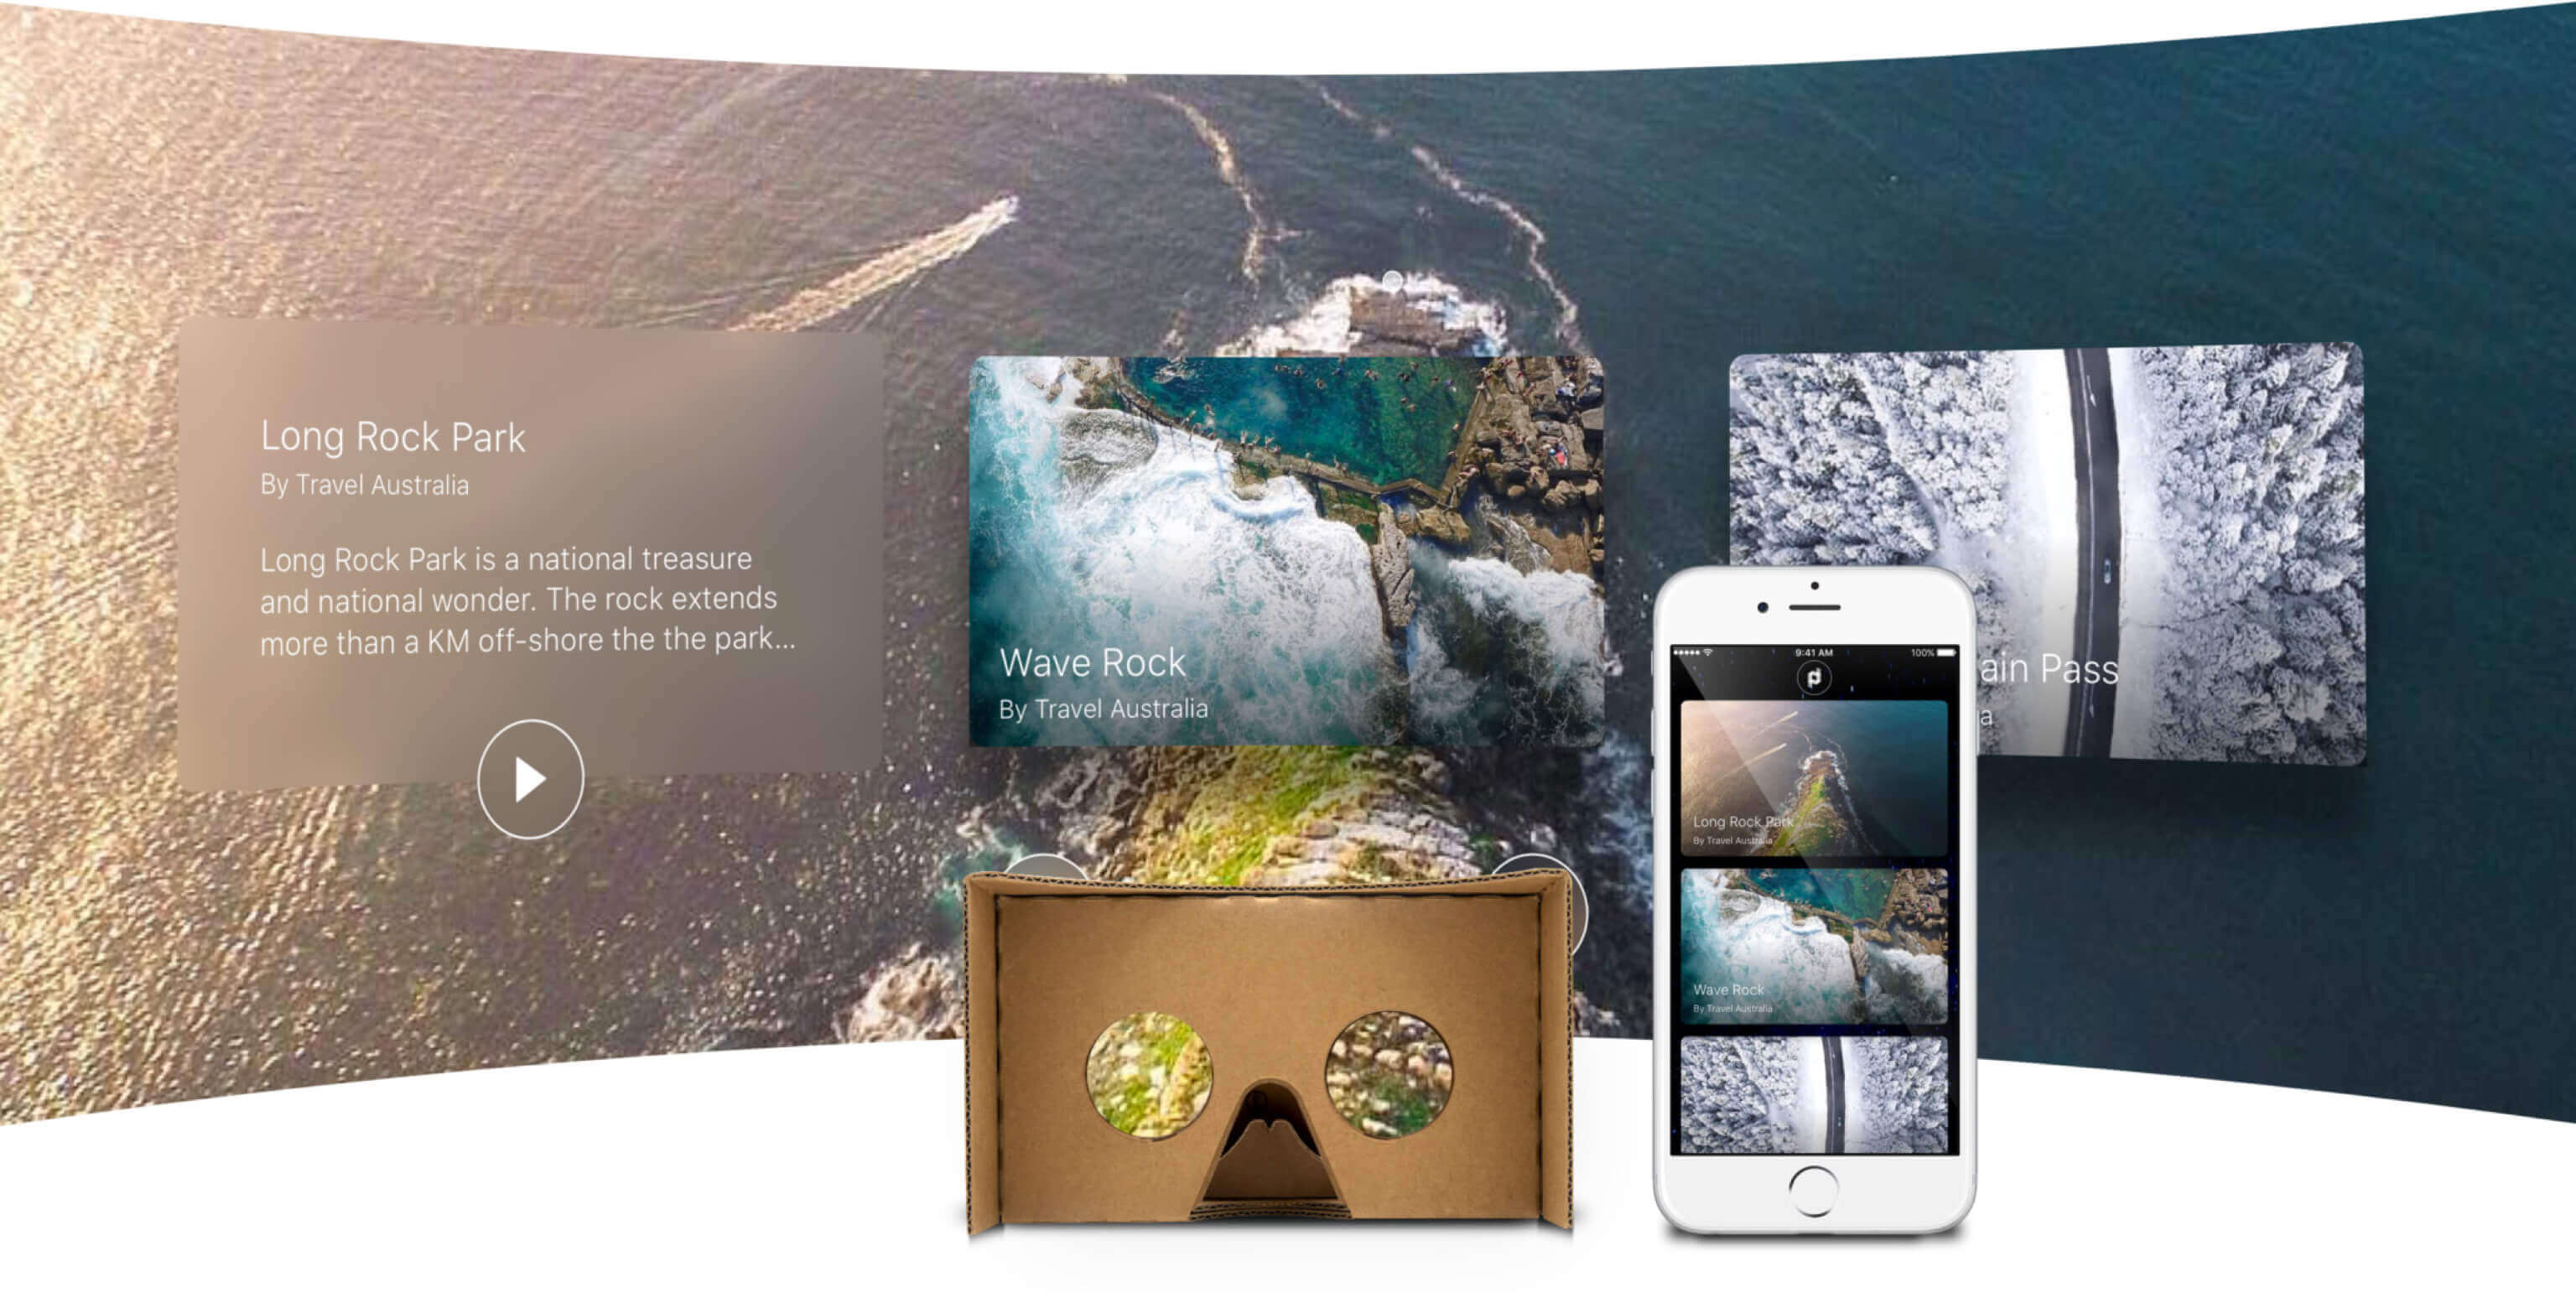 Long Rock Park
By Travel Australia
Long Rock Park is a national treasure
and national wonder. The rock extends
more than a KM off-shore the the park...
Wave Rock
By Travel Australia
ain Pass
a
9:41 AM
100%
Long Rock Park
By Travel Australia
Wave Rock
By Travel Australia